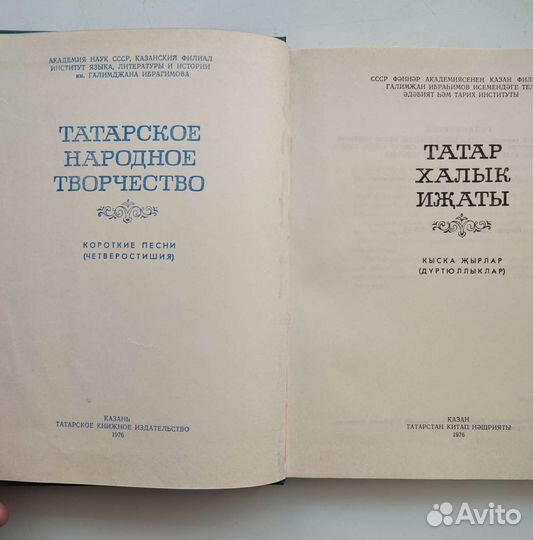 АКАДЕМИЯ НАУК СССР, КАЗАНСКИЙ ФИЛИАЛ
ИНСТИТУТ ЯЗЫКА, ЛИТЕРАТУРЫ И ИСТОРИИ
им. ГАЛИМДЖАНА ИБРАГИМОВА
ТАТАРСКОЕ
НАРОДНОЕ
ТВОРЧЕСТВО
КОРОТКИЕ ПЕСНИ
(ЧЕТВЕРОСТИШИЯ)
КАЗАНЬ
ТАТАРСКОЕ КНИЖНОЕ ИЗДАТЕЛЬСТВО
1976
СССР ФӘННӘР АКАДЕМИЯСЕНЕҢ КАЗАН ФИЛ
ГАЛИМҖАН ИБРАҺИМОВ ИСЕМЕНДӘГЕ ТЕЛ
ӘДӘБИЯТ ҺӘМ ТАРИХ ИНСТИТУТЫ
ТАТАР
ХАЛЫК
ИҖАТЫ
КЫСКА ҖЫРЛАР
(ДҮРТЮЛЛЫКЛАР)
КАЗАН
ТАТАРСТАН КИТАП НӘШРИЯТЫ
1976
Avito